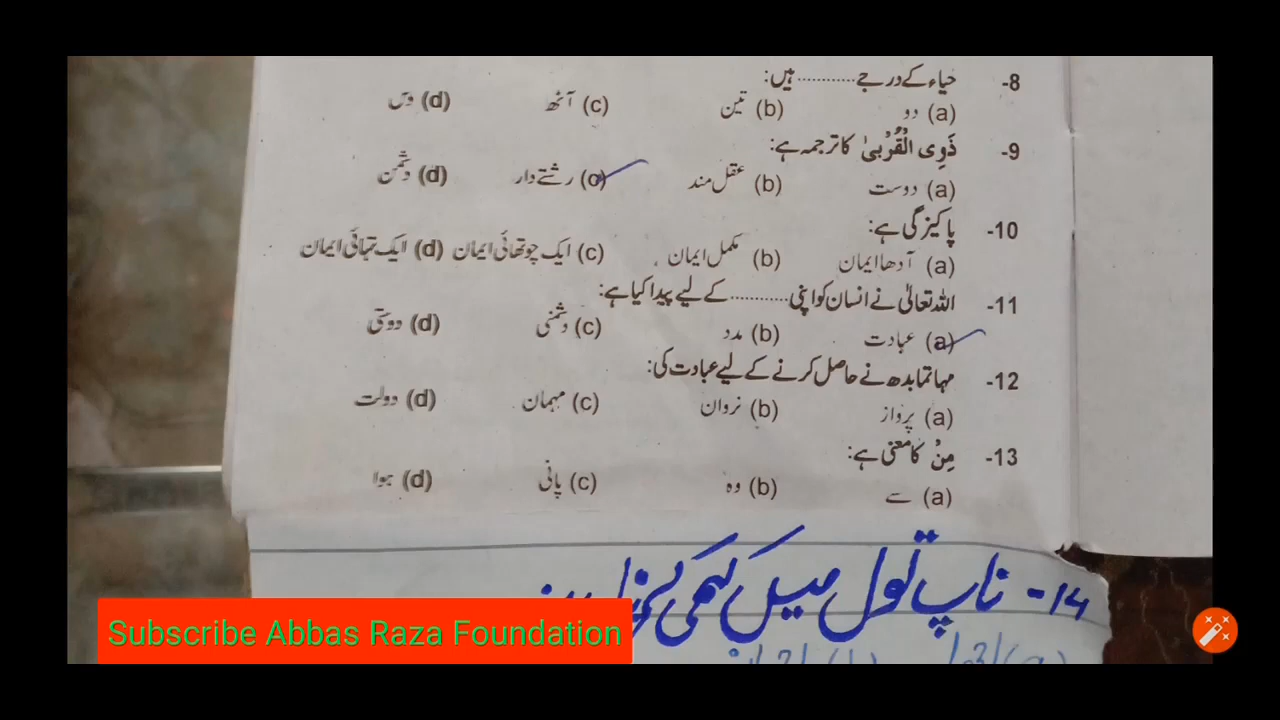 8- حیاء کے درجے ........... ہیں:
(a) دو (b) تین (c) آٹھ (d) دس
9- ذَوِی الْقُرْبیٰ کا ترجمہ ہے:
(a) دوست (b) عقل مند (c) رشتے دار (d) دشمن
10- پاکیزگی ہے:
(a) آدھا ایمان (b) مکمل ایمان (c) ایک چوتھائی ایمان (d) ایک تہائی ایمان
11- اللہ تعالیٰ نے انسان کو اپنی ........... کے لیے پیدا کیا ہے:
(a) عبادت (b) مدد (c) دشمنی (d) دوستی
12- مہاتما بدھ نے حاصل کرنے کے لیے عبادت کی:
(a) پرواز (b) نروان (c) مہمان (d) دولت
13- مِنْ کا معنی ہے:
(a) سے (b) وہ (c) پانی (d) ہوا
14- ناپ تول میں کمی
Subscribe Abbas Raza Foundation